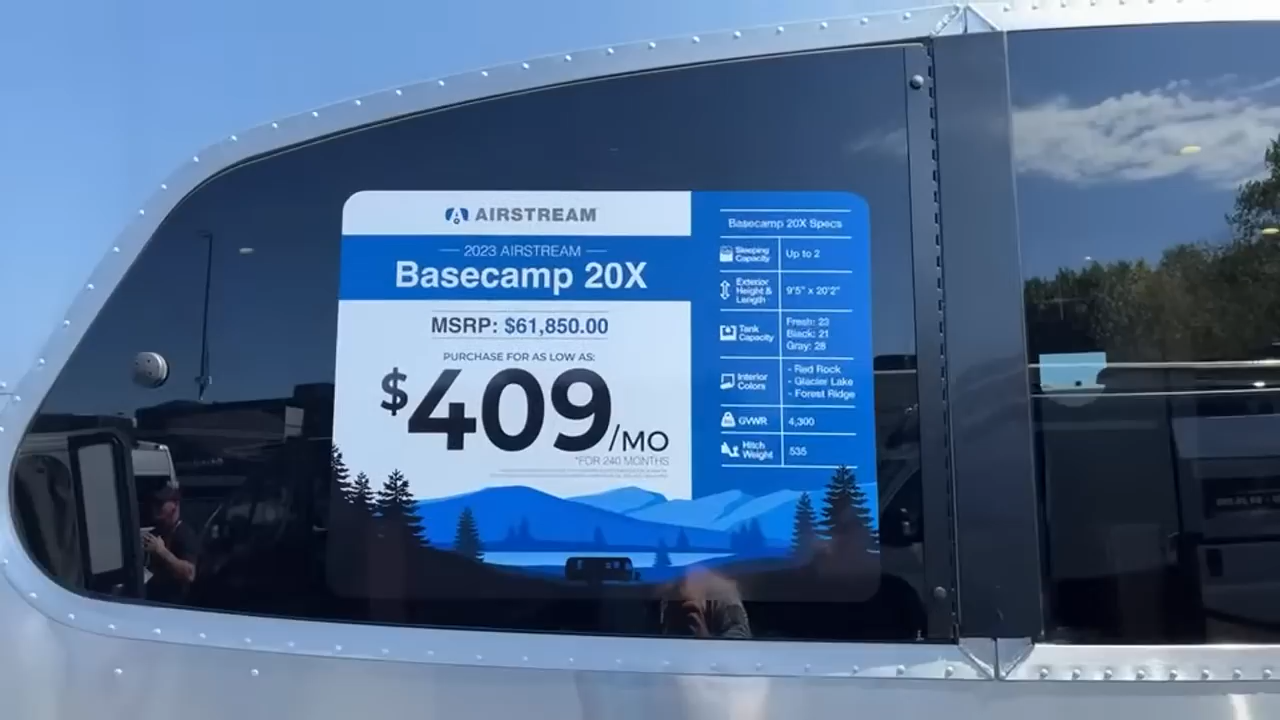 AIRSTREAM
2023 AIRSTREAM
Basecamp 20X
MSRP: $61,850.00
PURCHASE FOR AS LOW AS:
$409/MO
*FOR 240 MONTHS
Basecamp 20X Specs
Sleeping Capacity
Up to 2
Exterior Height & Length
9'5" x 20'2"
Tank Capacity
Fresh: 23
Black: 21
Gray: 28
Interior Colors
- Red Rock
- Glacier Lake
- Forest Ridge
GVWR
4,300
Hitch Weight
535